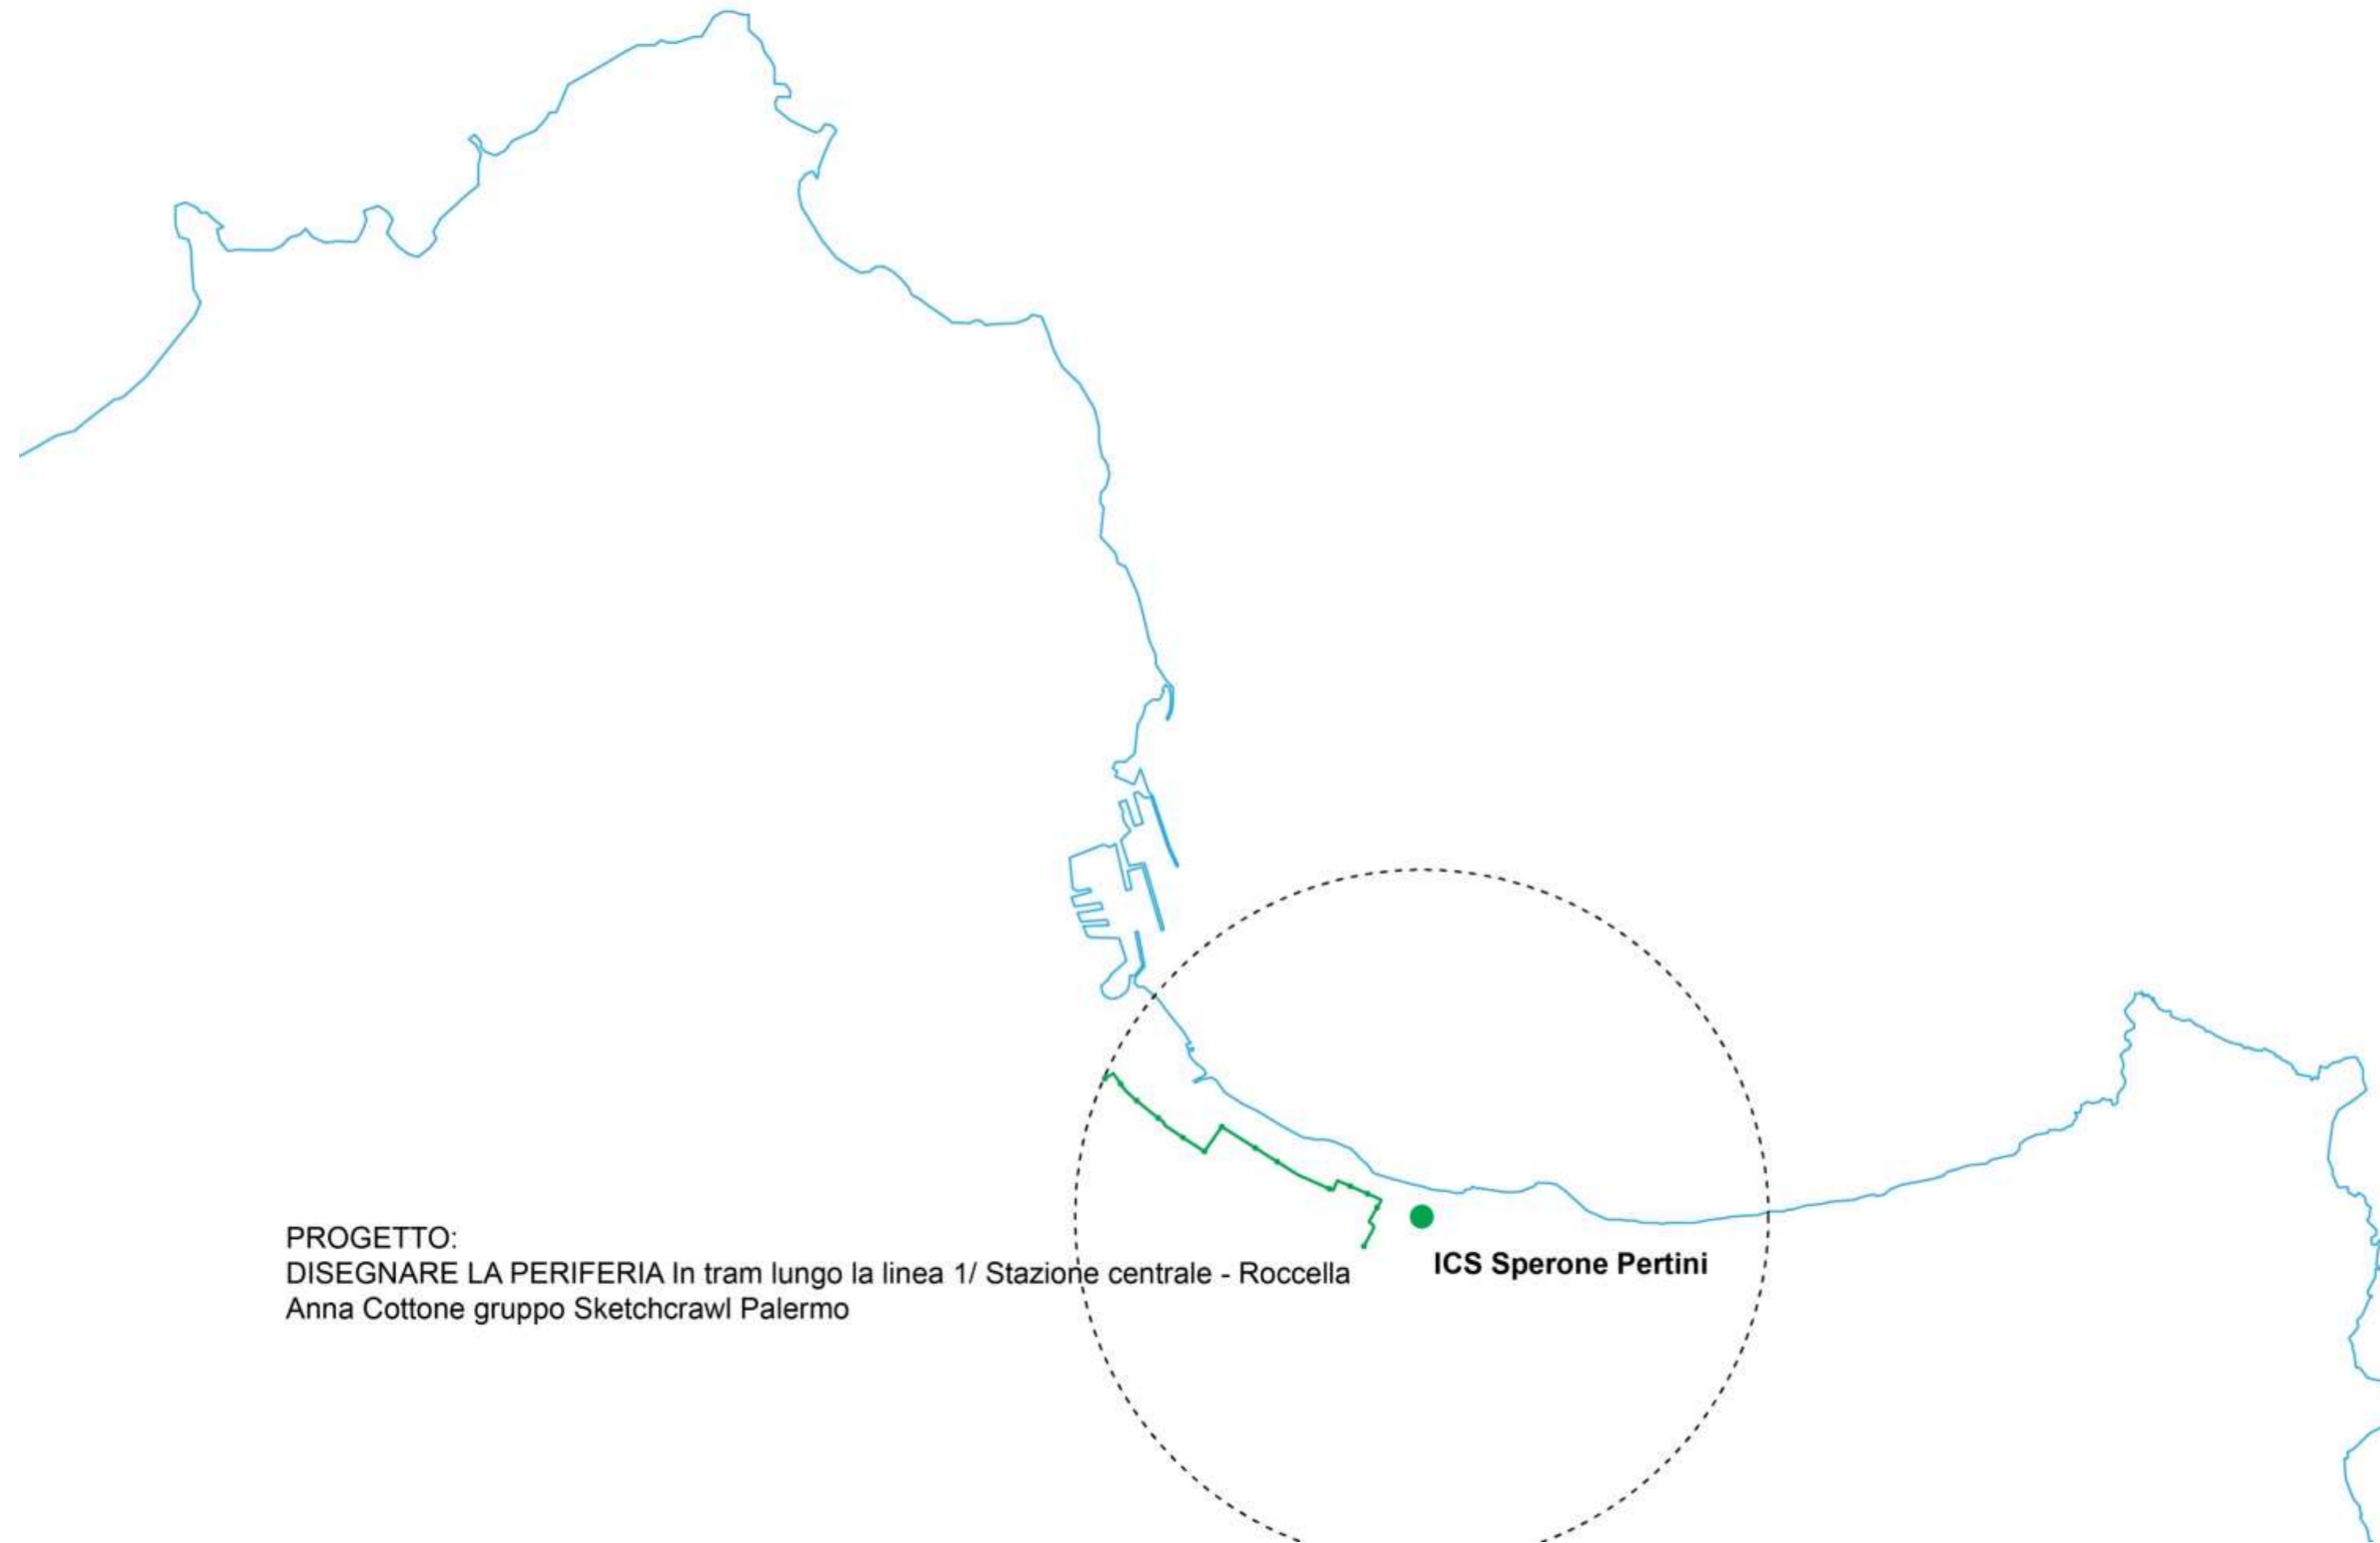 PROGETTO:
DISEGNARE LA PERIFERIA In tram lungo la linea 1/ Stazione centrale - Roccella
Anna Cottone gruppo Sketchcrawl Palermo
ICS Sperone Pertini